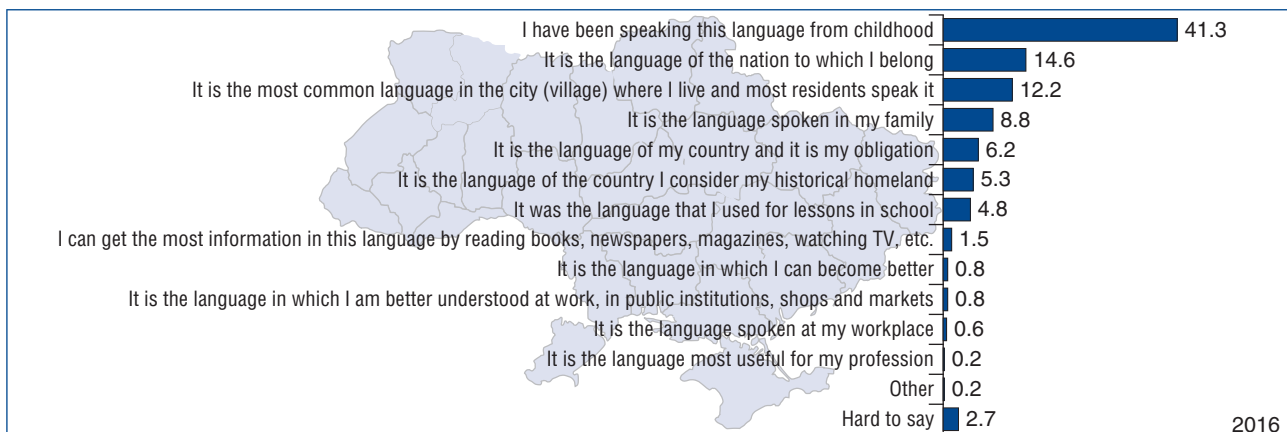 I have been speaking this language from childhood 41.3
It is the language of the nation to which I belong 14.6
It is the most common language in the city (village) where I live and most residents speak it 12.2
It is the language spoken in my family 8.8
It is the language of my country and it is my obligation 6.2
It is the language of the country I consider my historical homeland 5.3
It was the language that I used for lessons in school 4.8
I can get the most information in this language by reading books, newspapers, magazines, watching TV, etc. 1.5
It is the language in which I can become better 0.8
It is the language in which I am better understood at work, in public institutions, shops and markets 0.8
It is the language spoken at my workplace 0.6
It is the language most useful for my profession 0.2
Other 0.2
Hard to say 2.7
2016